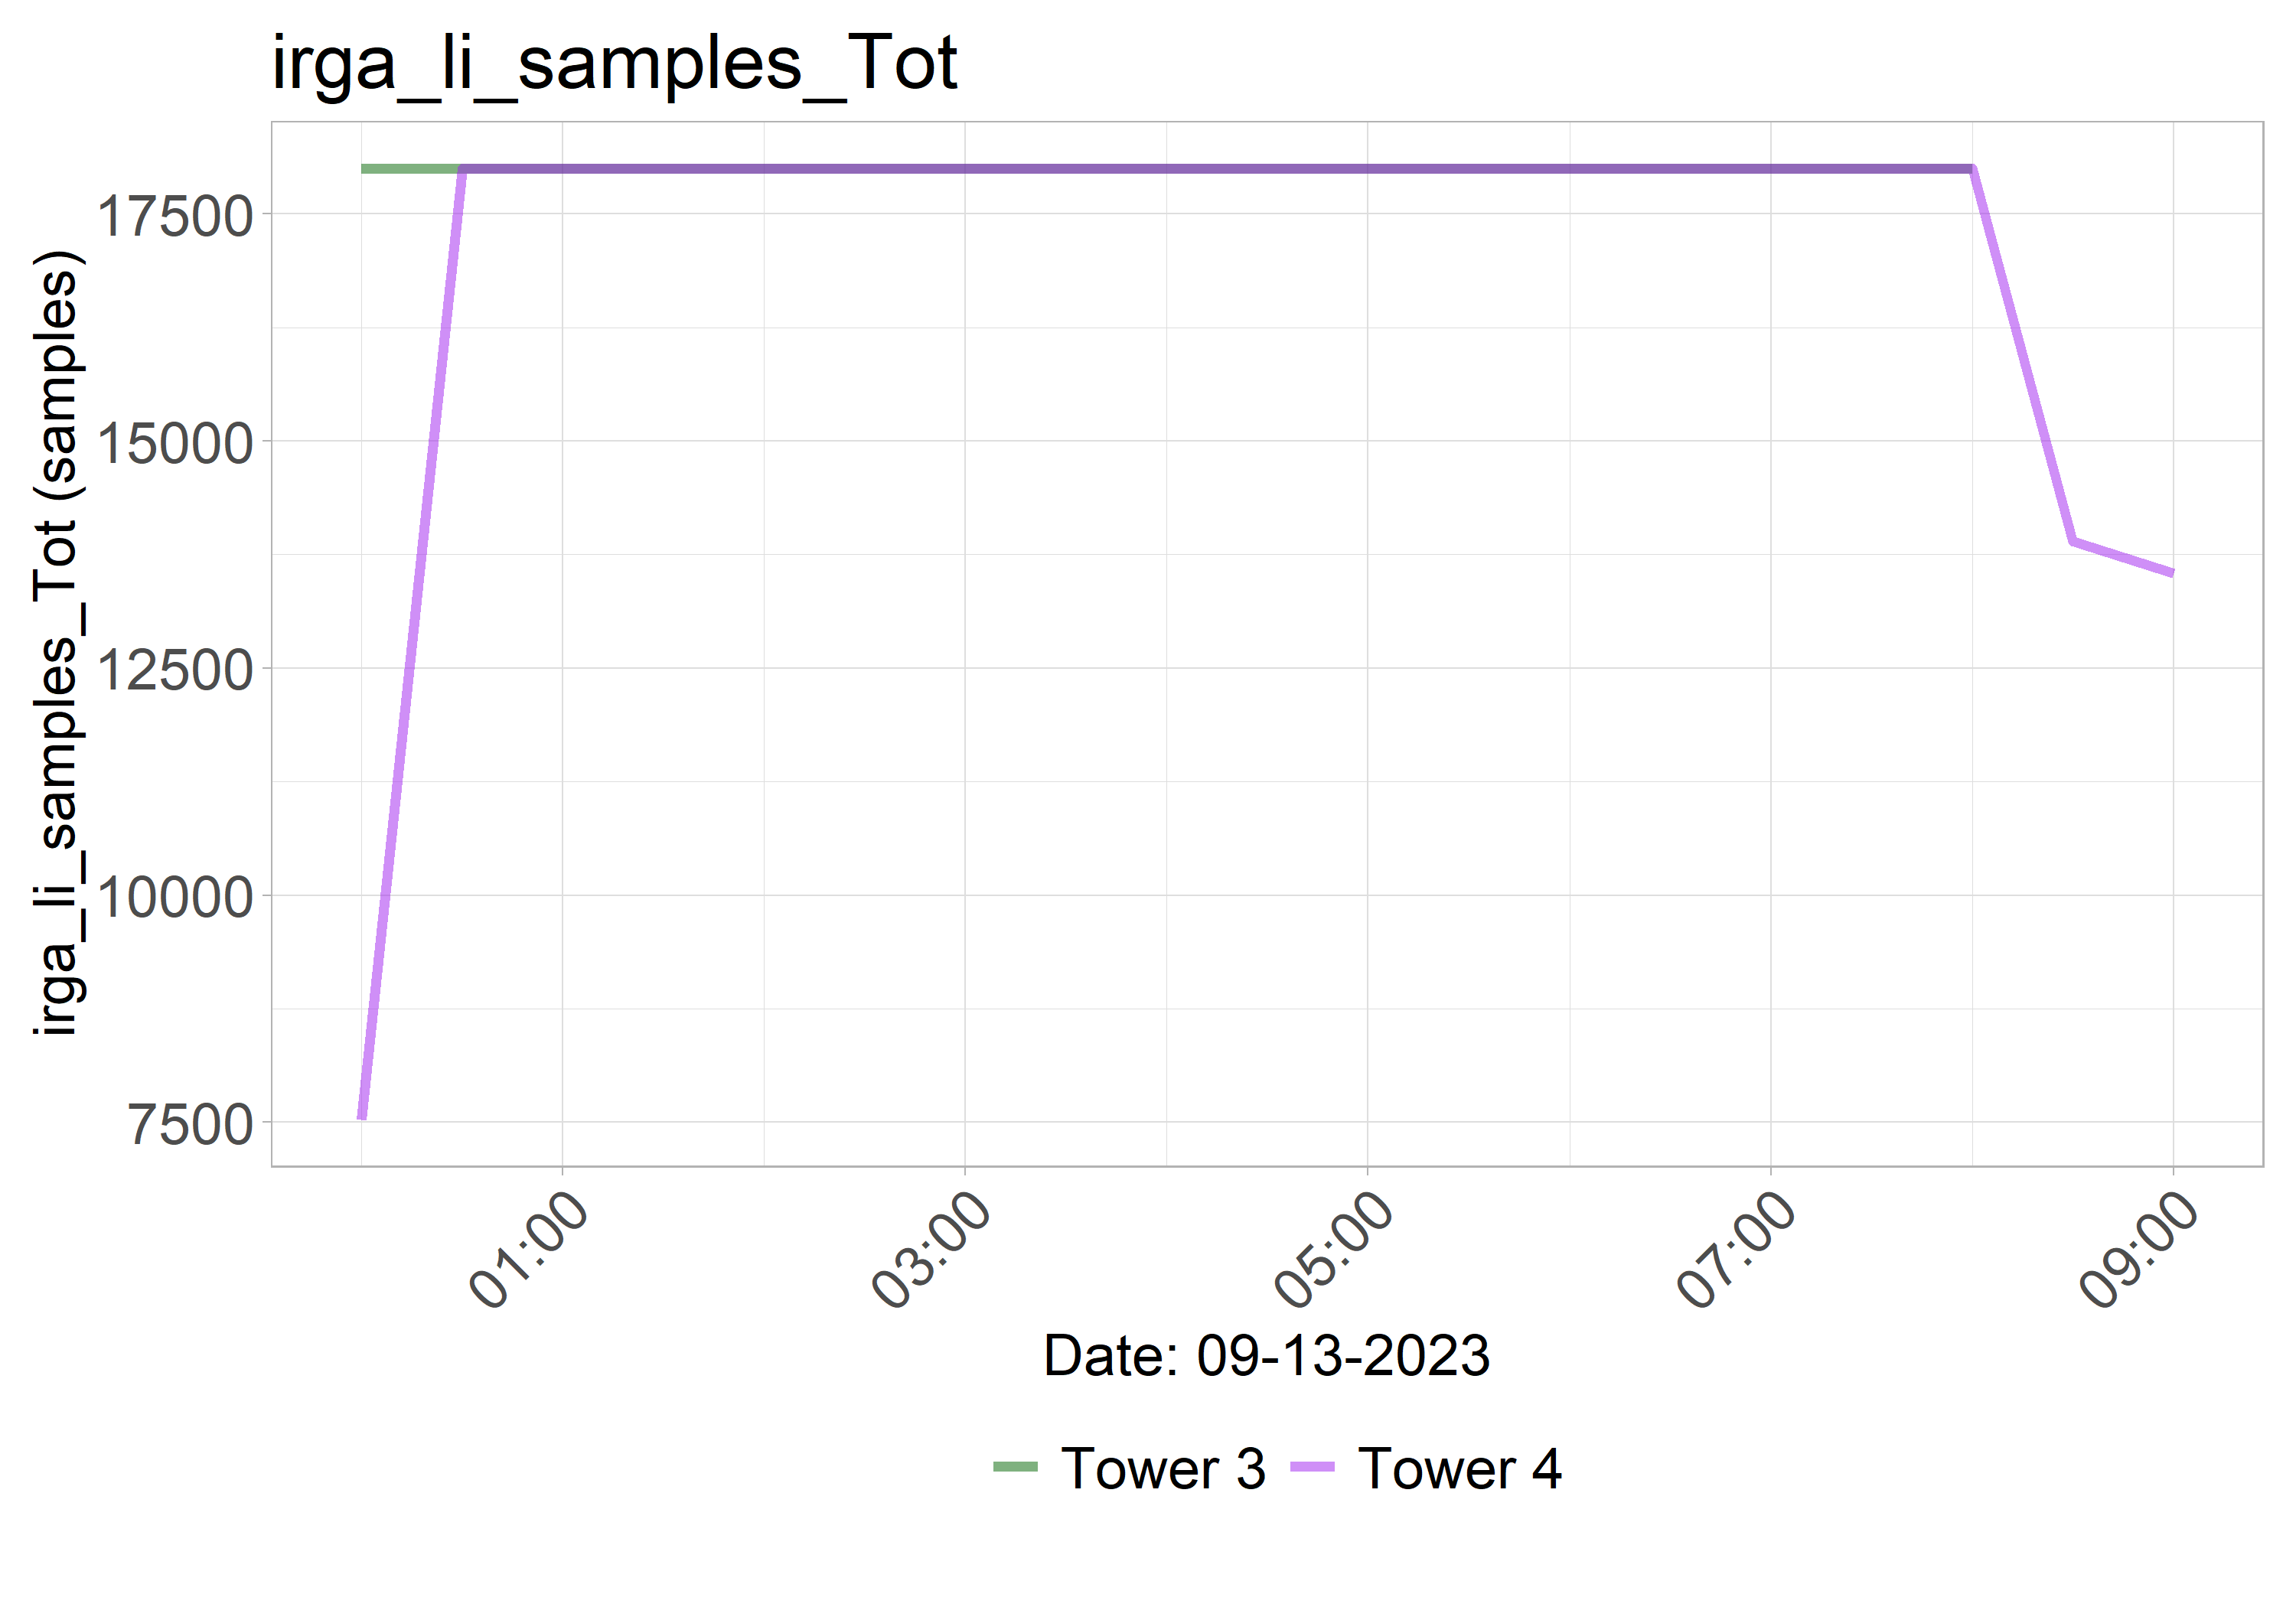 irga_li_samples_Tot
irga_li_samples_Tot (samples)
17500
15000
12500
10000
7500
01:00
03:00
05:00
07:00
09:00
Date: 09-13-2023
Tower 3
Tower 4